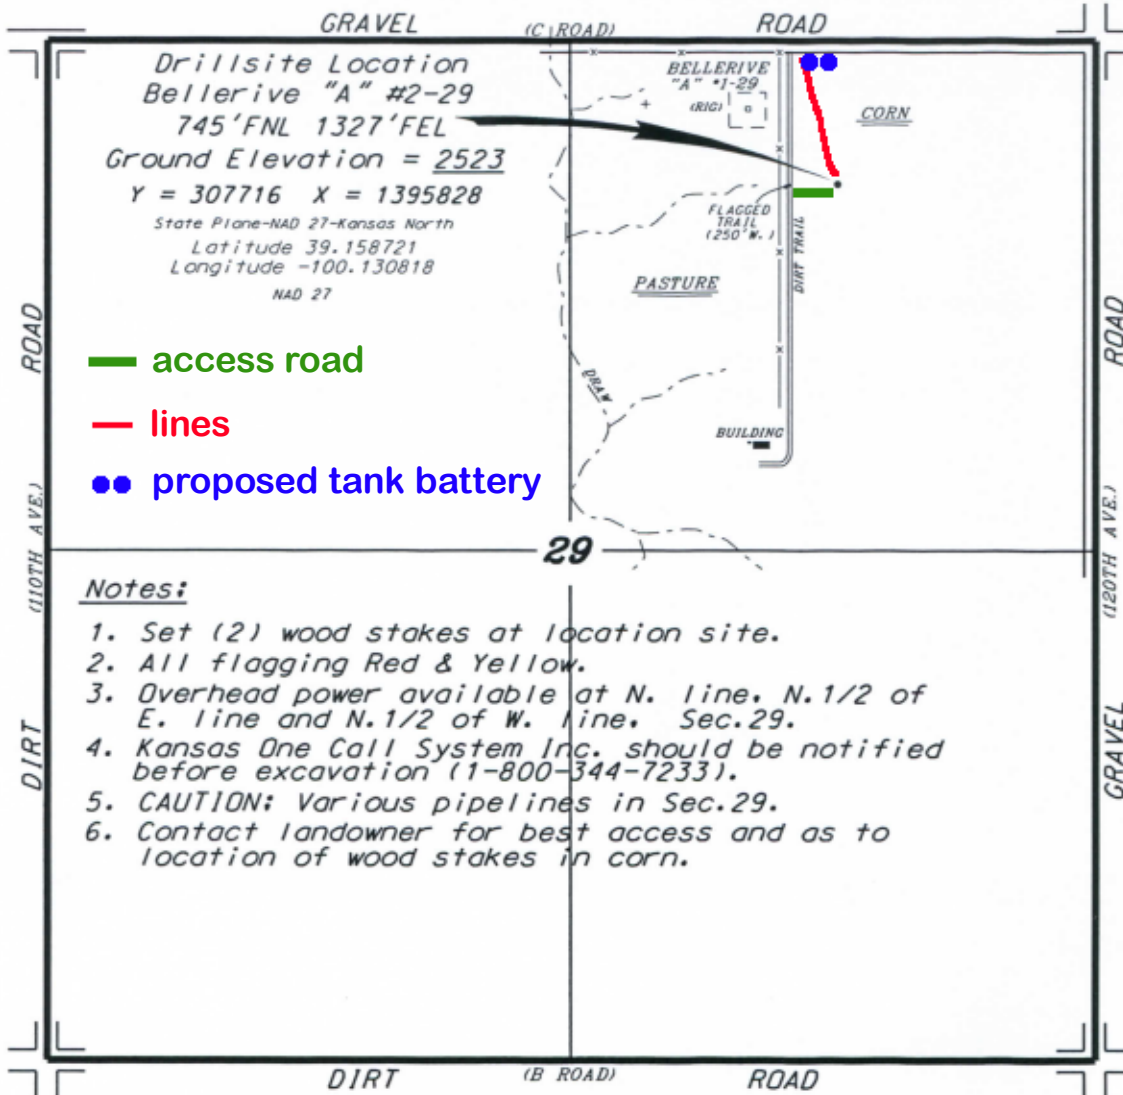 GRAVEL (C ROAD) ROAD
Drillsite Location
Bellerive "A" #2-29
745'FNL 1327'FEL
Ground Elevation = 2523
Y = 307716 X = 1395828
State Plane-NAD 27-Kansas North
Latitude 39.158721
Longitude -100.130818
NAD 27
BELLERIVE
"A" #1-29
(RIG)
CORN
FLAGGED
TRAIL
(250'W.)
DIRT TRAIL
PASTURE
DRAW
BUILDING
access road
lines
proposed tank battery
ROAD
(110TH AVE.)
DIRT
ROAD
(120TH AVE.)
GRAVEL
29
Notes:
1. Set (2) wood stakes at location site.
2. All flagging Red & Yellow.
3. Overhead power available at N. line, N.1/2 of
E. line and N.1/2 of W. line, Sec.29.
4. Kansas One Call System Inc. should be notified
before excavation (1-800-344-7233).
5. CAUTION: Various pipelines in Sec.29.
6. Contact landowner for best access and as to
location of wood stakes in corn.
DIRT (B ROAD) ROAD